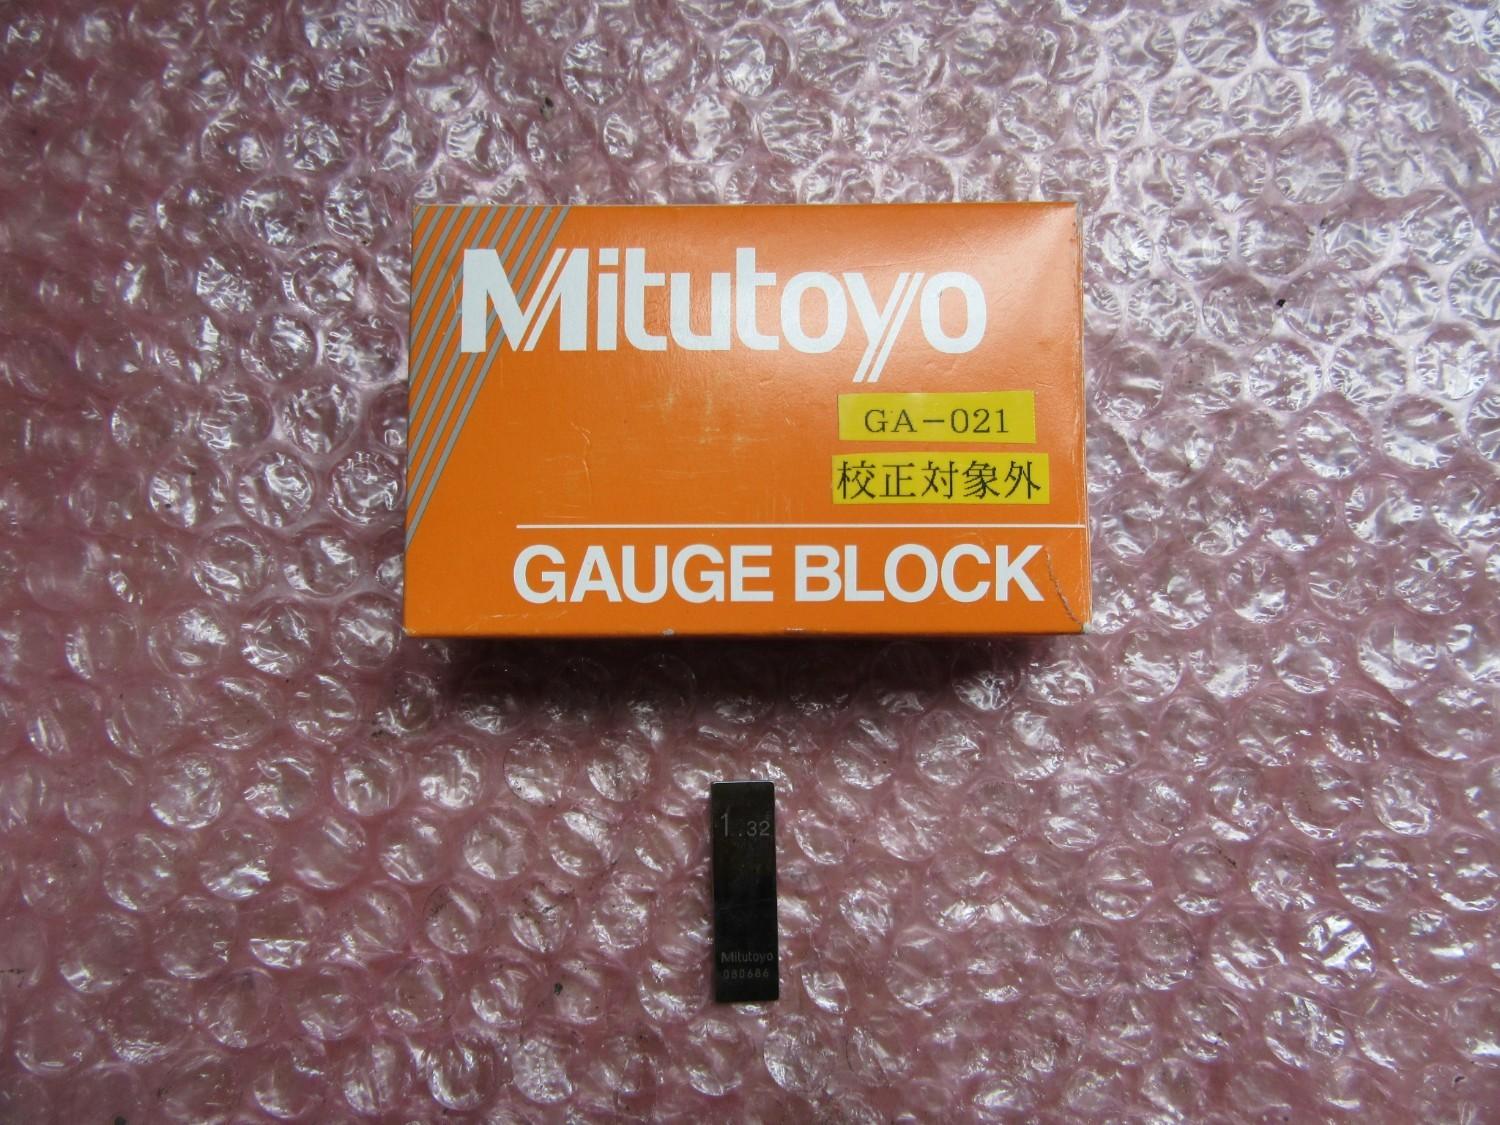 Mitutoyo
GA-021
校正対象外
GAUGE BLOCK
1.32
Mitutoyo
080686